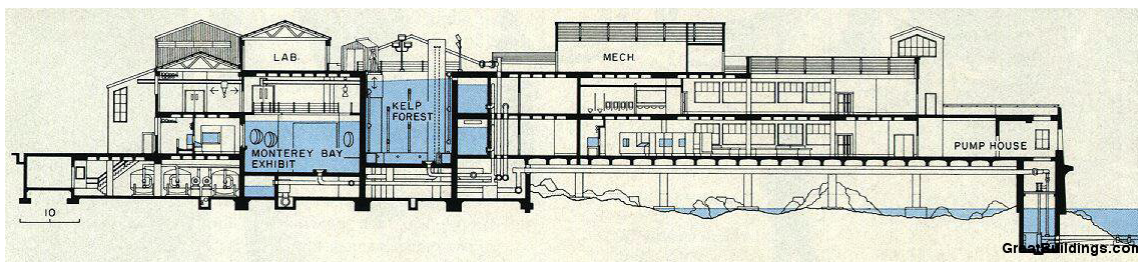 LAB
MECH
KELP
FOREST
MONTEREY BAY
EXHIBIT
PUMP HOUSE
10
GreatBuildings.com